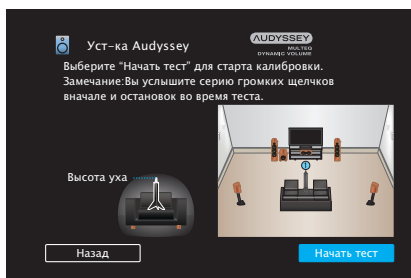 Уст-ка Audyssey
AUDYSSEY
MULTEQ
DYNAMIC VOLUME
Выберите “Начать тест” для старта калибровки.
Замечание:Вы услышите серию громких щелчков
вначале и остановок во время теста.
Высота уха
1
Назад
Начать тест